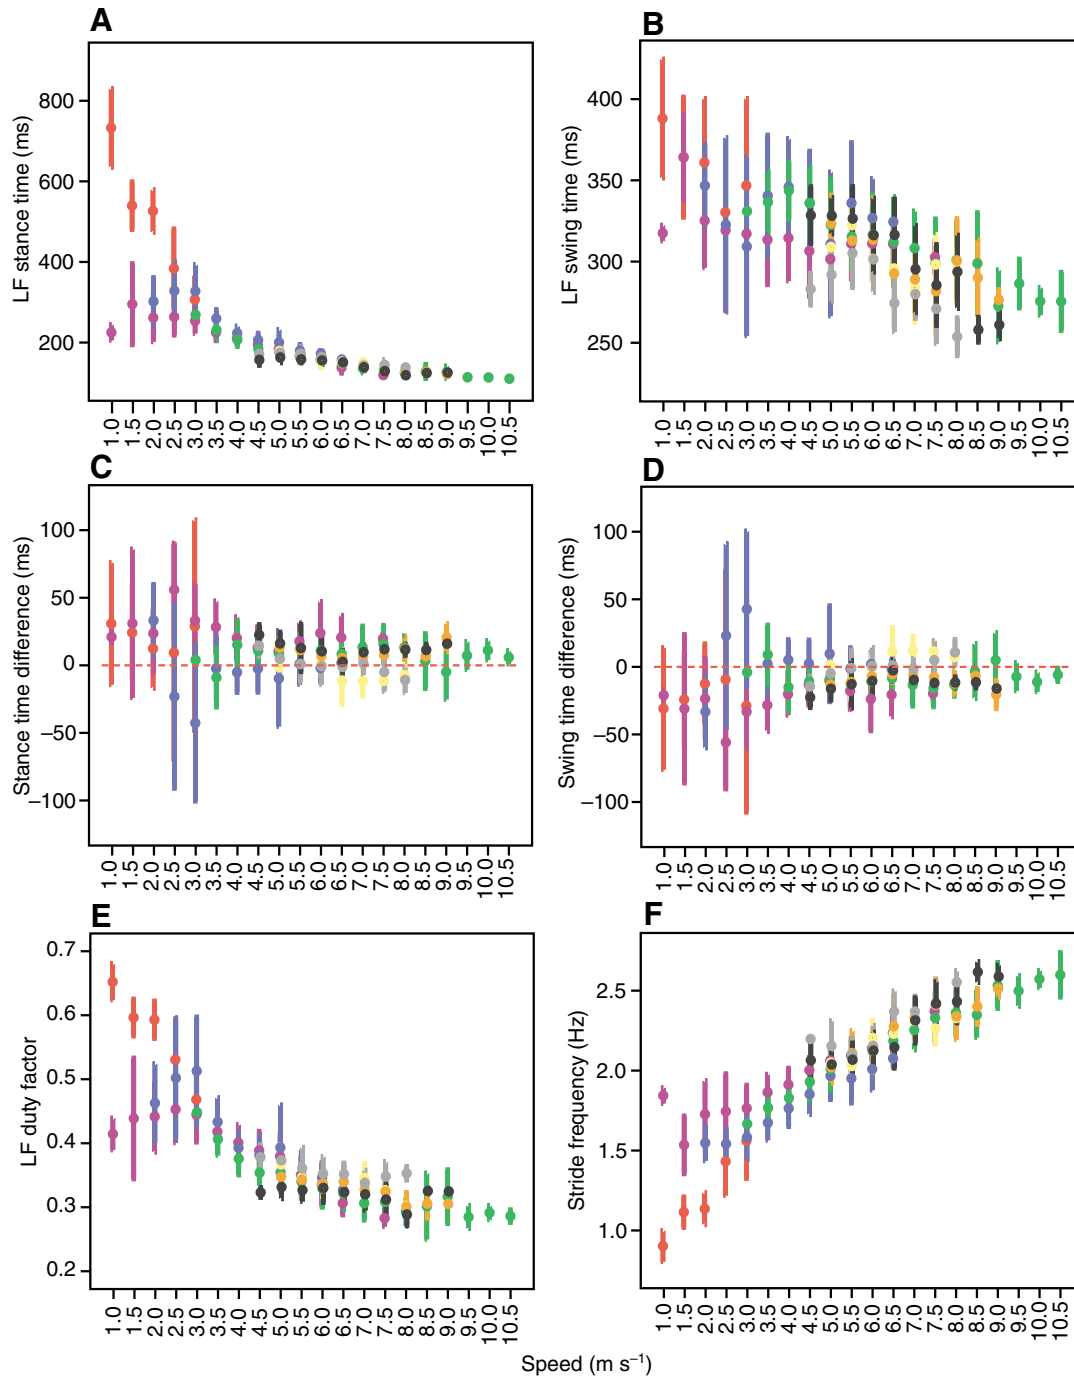 A
LF stance time (ms)
800
600
400
200
1.0 1.5 2.0 2.5 3.0 3.5 4.0 4.5 5.0 5.5 6.0 6.5 7.0 7.5 8.0 8.5 9.0 9.5 10.0 10.5
B
LF swing time (ms)
400
350
300
250
1.0 1.5 2.0 2.5 3.0 3.5 4.0 4.5 5.0 5.5 6.0 6.5 7.0 7.5 8.0 8.5 9.0 9.5 10.0 10.5
C
Stance time difference (ms)
100
50
0
−50
−100
1.0 1.5 2.0 2.5 3.0 3.5 4.0 4.5 5.0 5.5 6.0 6.5 7.0 7.5 8.0 8.5 9.0 9.5 10.0 10.5
D
Swing time difference (ms)
100
50
0
−50
−100
1.0 1.5 2.0 2.5 3.0 3.5 4.0 4.5 5.0 5.5 6.0 6.5 7.0 7.5 8.0 8.5 9.0 9.5 10.0 10.5
E
LF duty factor
0.7
0.6
0.5
0.4
0.3
0.2
1.0 1.5 2.0 2.5 3.0 3.5 4.0 4.5 5.0 5.5 6.0 6.5 7.0 7.5 8.0 8.5 9.0 9.5 10.0 10.5
F
Stride frequency (Hz)
2.5
2.0
1.5
1.0
1.0 1.5 2.0 2.5 3.0 3.5 4.0 4.5 5.0 5.5 6.0 6.5 7.0 7.5 8.0 8.5 9.0 9.5 10.0 10.5
Speed (m s⁻¹)